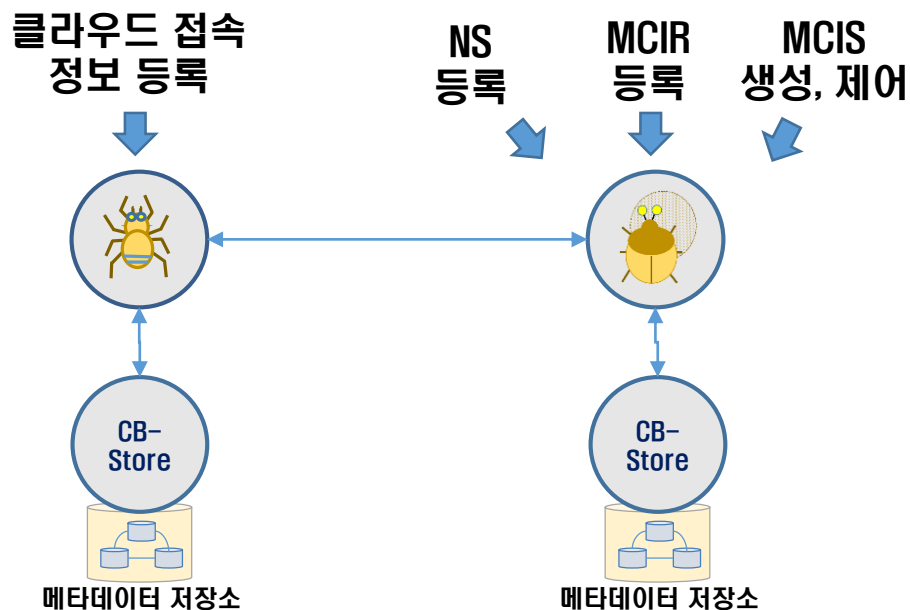 클라우드 접속
정보 등록
NS
등록
MCIR
등록
MCIS
생성, 제어
CB-
Store
CB-
Store
메타데이터 저장소
메타데이터 저장소